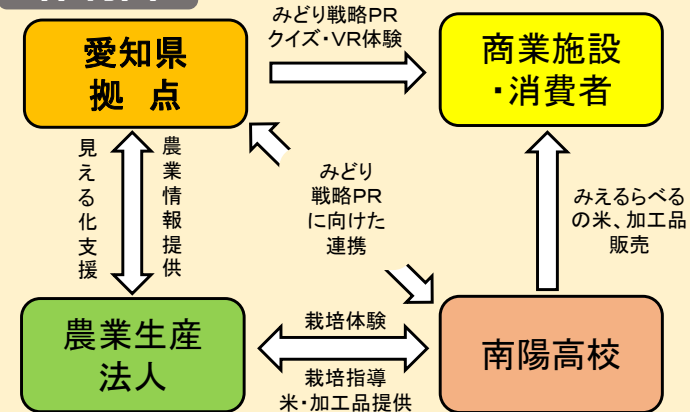 みどり戦略PR
クイズ・VR体験
愛知県
拠 点
商業施設
・消費者
見える化支援
農業情報提供
みどり
戦略PR
に向けた
連携
みえるらべる
の米、加工品
販売
農業生産
法人
栽培体験
栽培指導
米・加工品提供
南陽高校